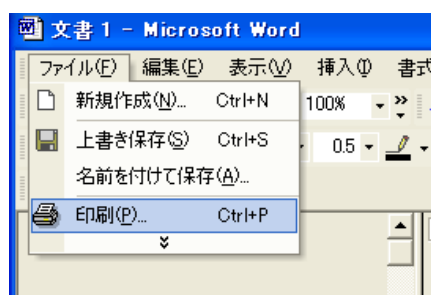 文書 1 - Microsoft Word
ファイル(F) 編集(E) 表示(V) 挿入(I) 書式
新規作成(N)... Ctrl+N 100%
上書き保存(S) Ctrl+S 0.5
名前を付けて保存(A)...
印刷(P)... Ctrl+P